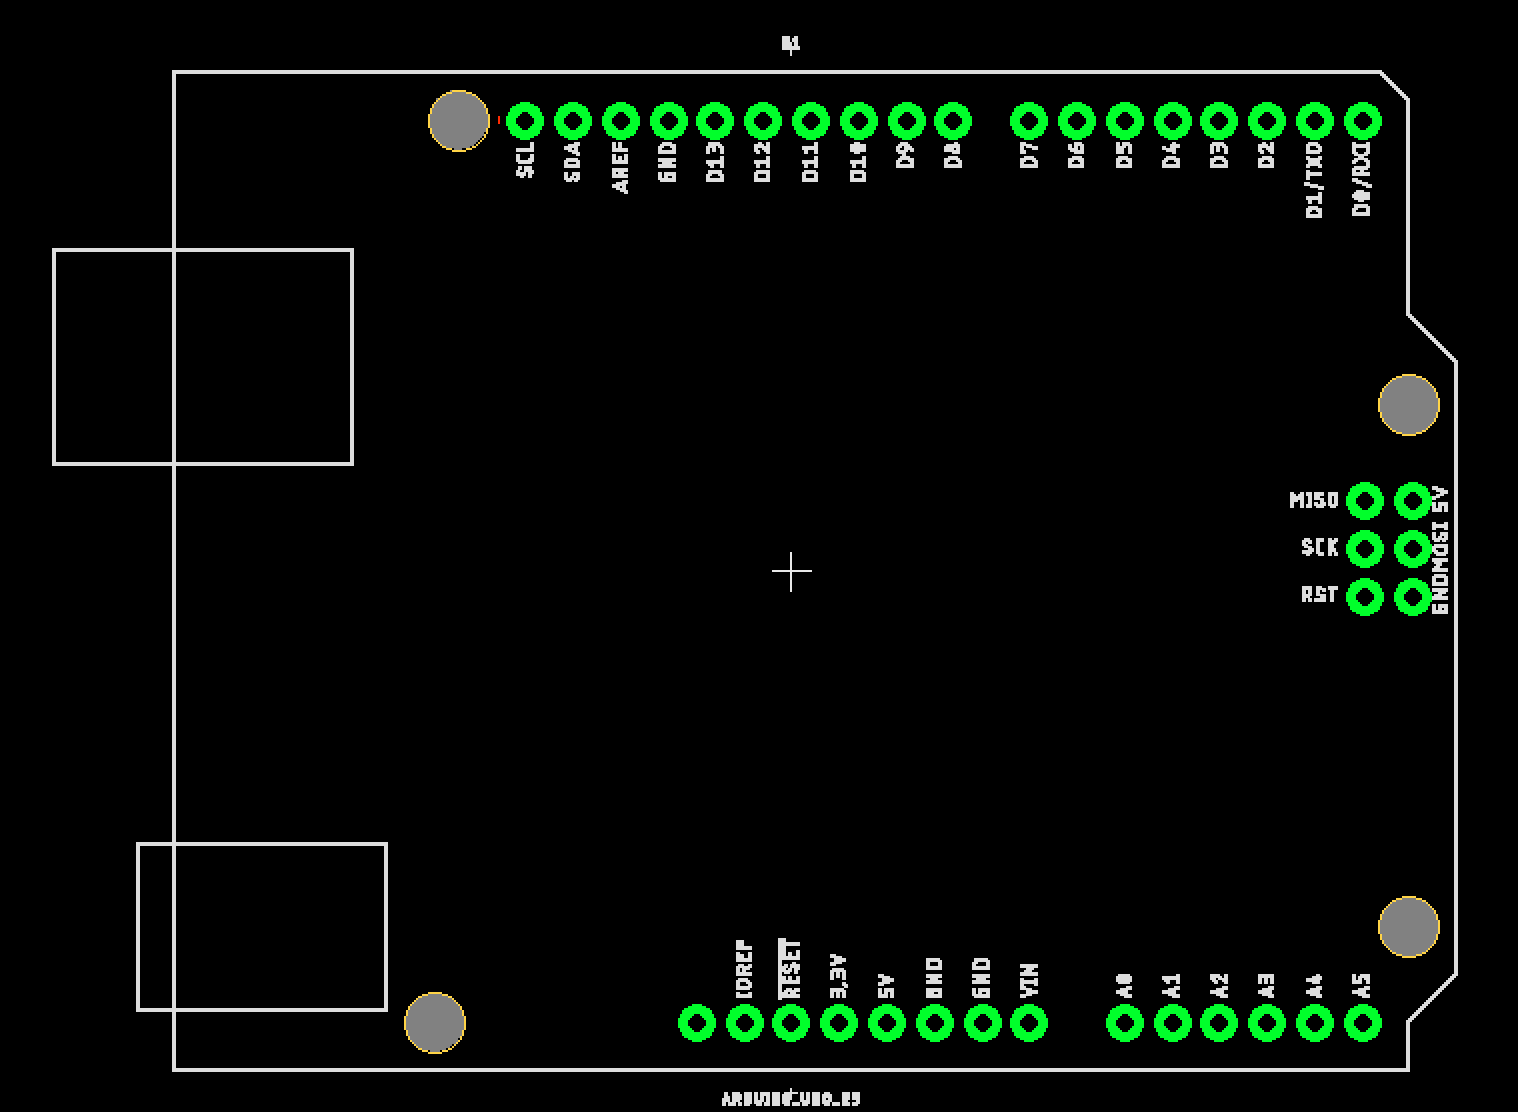 SCL
SDA
AREF
GND
D13
D12
D11
D10
D9
D8
D7
D6
D5
D4
D3
D2
D1/TXD
D0/RXI
MISO
SCK
RST
5V
MOSI
GND
IOREF
RESET
3,3V
5V
GND
GND
VIN
A0
A1
A2
A3
A4
A5
ARDUINO_UNO_R3